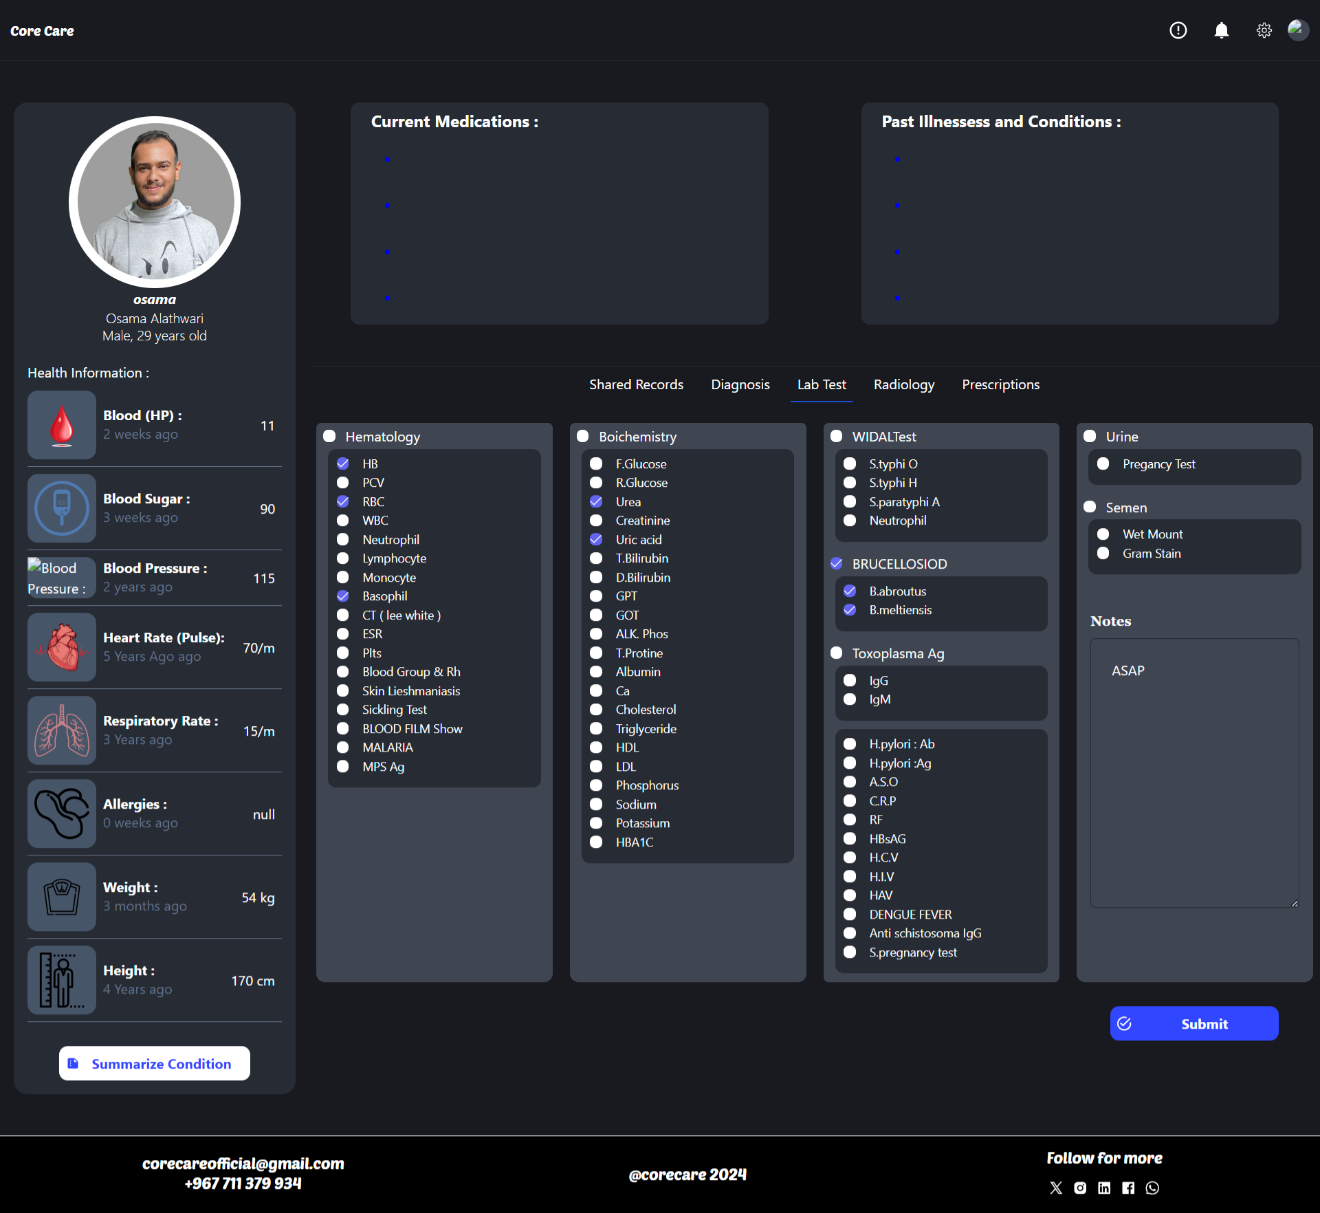 Core Care
osama
Osama Alathwari
Male, 29 years old
Health Information :
Blood (HP) :
2 weeks ago
11
Blood Sugar :
3 weeks ago
90
Blood Pressure :
Blood Pressure :
2 years ago
115
Heart Rate (Pulse):
5 Years Ago ago
70/m
Respiratory Rate :
3 Years ago
15/m
Allergies :
0 weeks ago
null
Weight :
3 months ago
54 kg
Height :
4 Years ago
170 cm
Summarize Condition
Current Medications :
Past Illnessess and Conditions :
Shared Records
Diagnosis
Lab Test
Radiology
Prescriptions
Hematology
HB
PCV
RBC
WBC
Neutrophil
Lymphocyte
Monocyte
Basophil
CT ( lee white )
ESR
Plts
Blood Group & Rh
Skin Lieshmaniasis
Sickling Test
BLOOD FILM Show
MALARIA
MPS Ag
Boichemistry
F.Glucose
R.Glucose
Urea
Creatinine
Uric acid
T.Bilirubin
D.Bilirubin
GPT
GOT
ALK. Phos
T.Protine
Albumin
Ca
Cholesterol
Triglyceride
HDL
LDL
Phosphorus
Sodium
Potassium
HBA1C
WIDALTest
S.typhi O
S.typhi H
S.paratyphi A
Neutrophil
BRUCELLOSIOD
B.abroutus
B.meltiensis
Toxoplasma Ag
IgG
IgM
H.pylori : Ab
H.pylori :Ag
A.S.O
C.R.P
RF
HBsAG
H.C.V
H.I.V
HAV
DENGUE FEVER
Anti schistosoma IgG
S.pregnancy test
Urine
Pregancy Test
Semen
Wet Mount
Gram Stain
Notes
ASAP
Submit
corecareofficial@gmail.com
+967 711 379 934
@corecare 2024
Follow for more